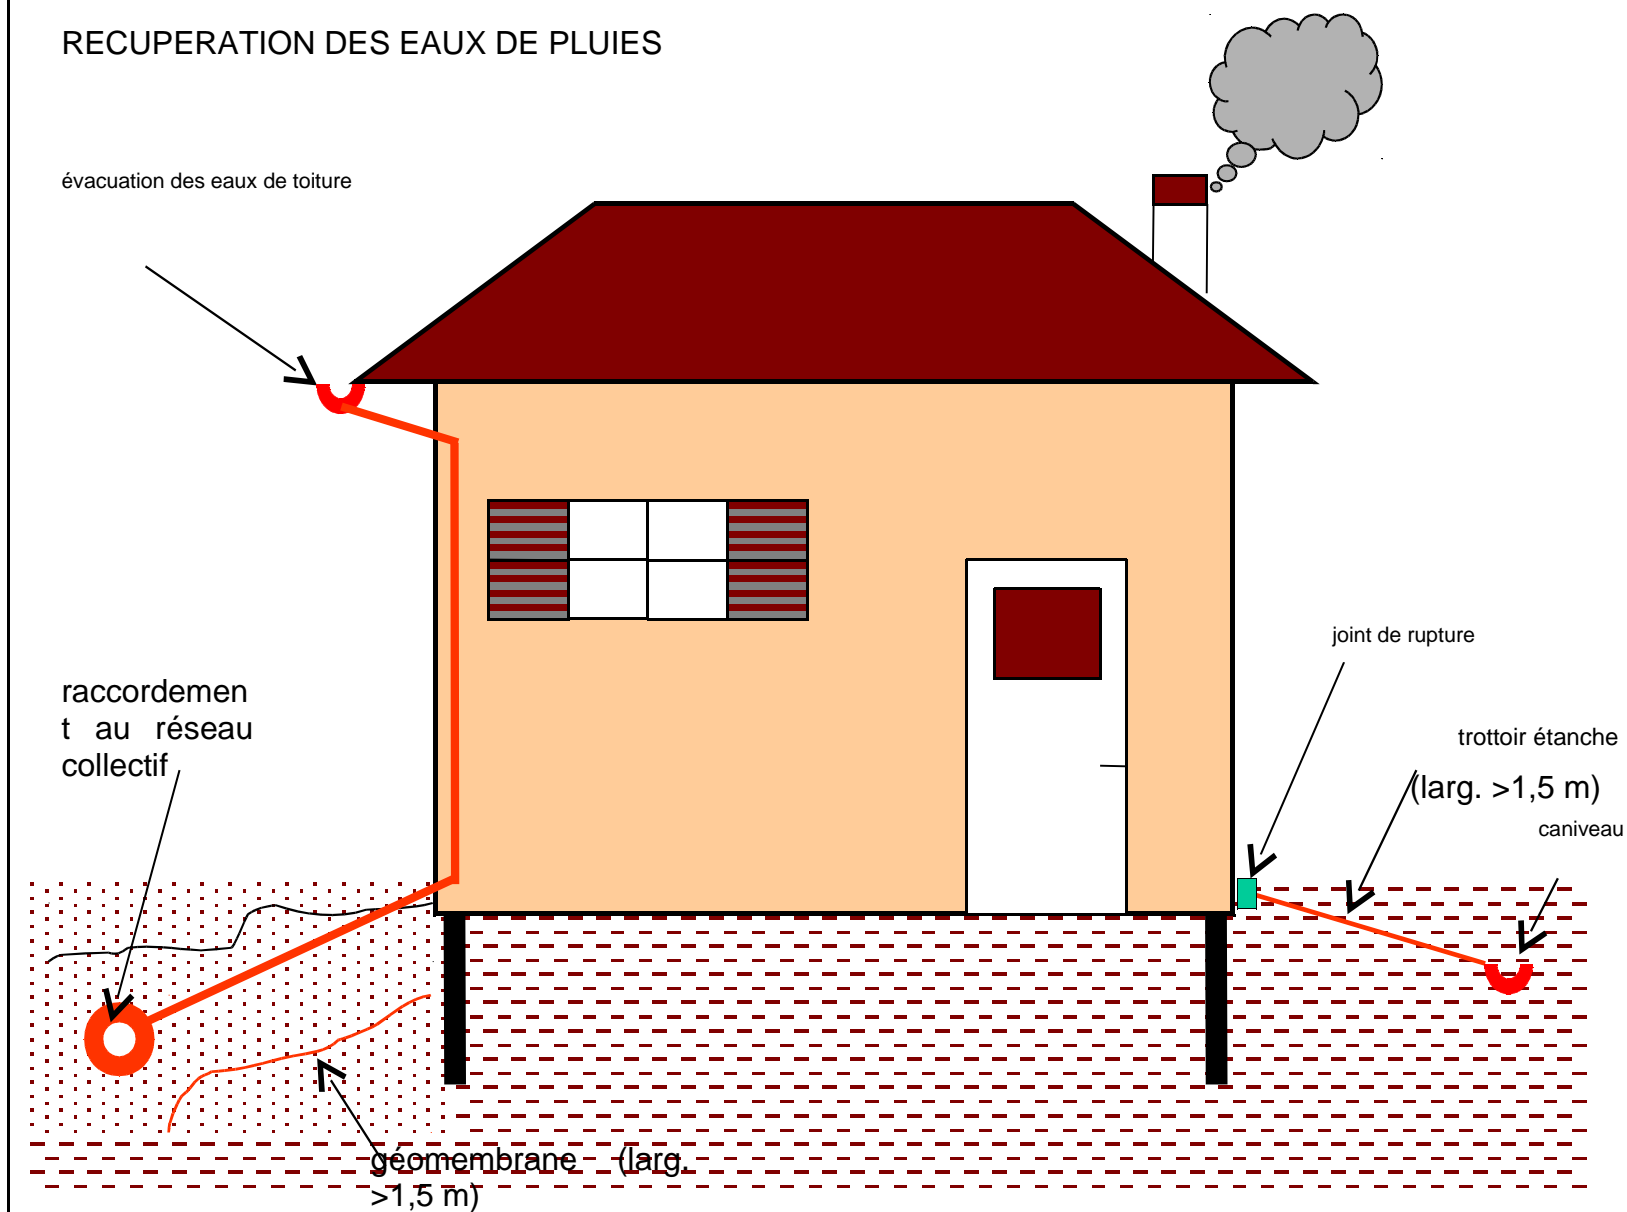 RECUPERATION DES EAUX DE PLUIES
évacuation des eaux de toiture
joint de rupture
raccordemen
t au réseau
collectif
trottoir étanche
(larg. >1,5 m)
caniveau
géomembrane (larg.
>1,5 m)